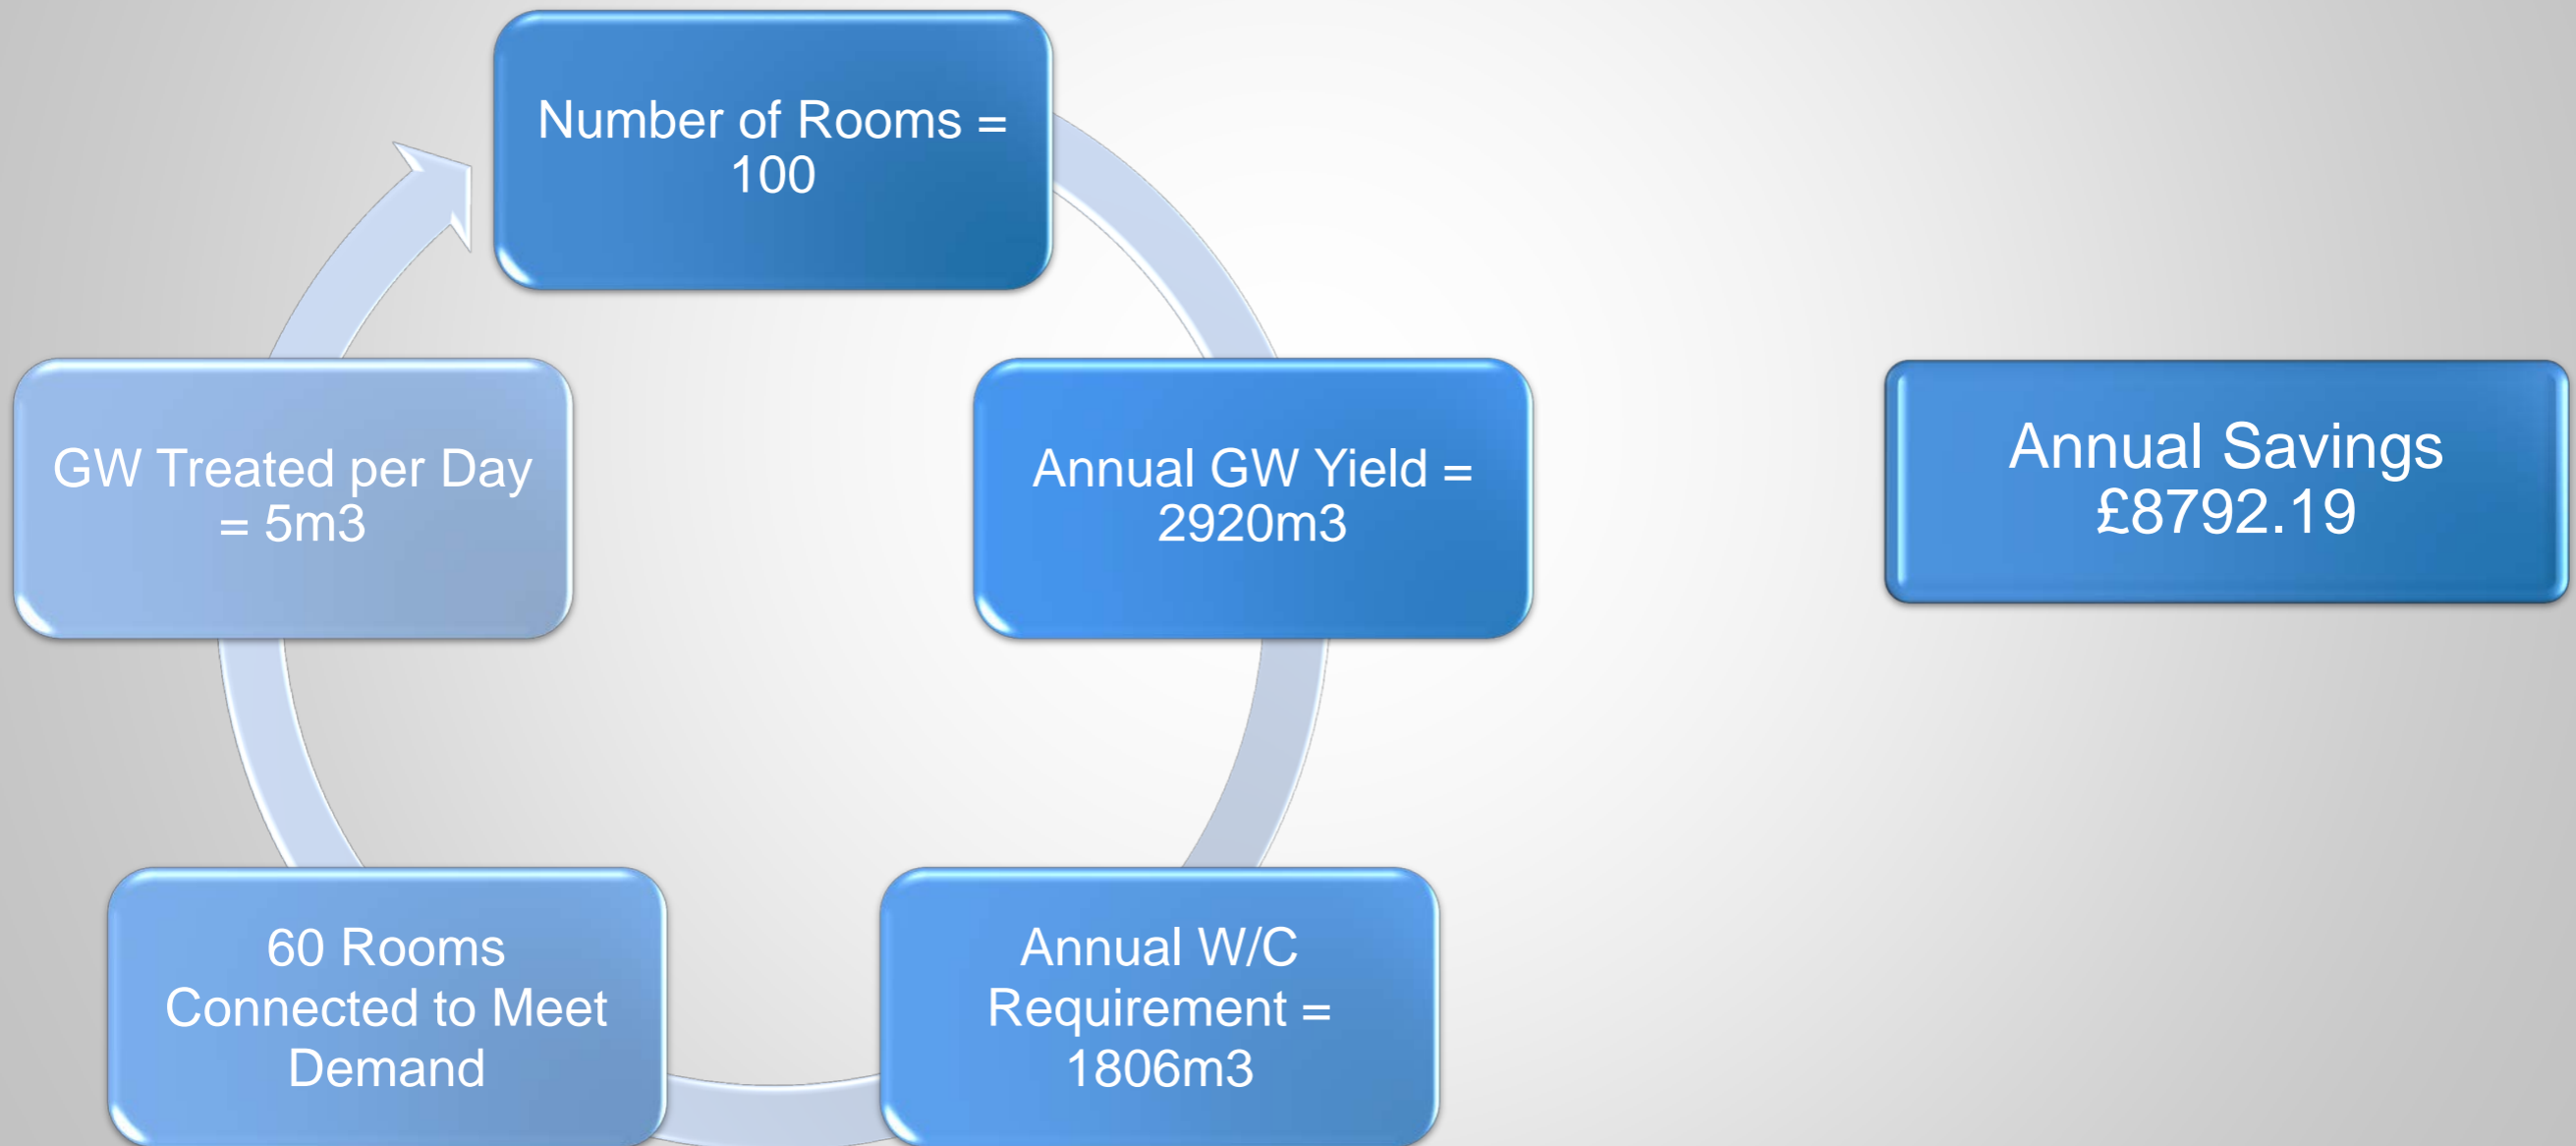 Number of Rooms =
100
Annual GW Yield =
2920m3
Annual W/C
Requirement =
1806m3
60 Rooms
Connected to Meet
Demand
GW Treated per Day
= 5m3
Annual Savings
£8792.19